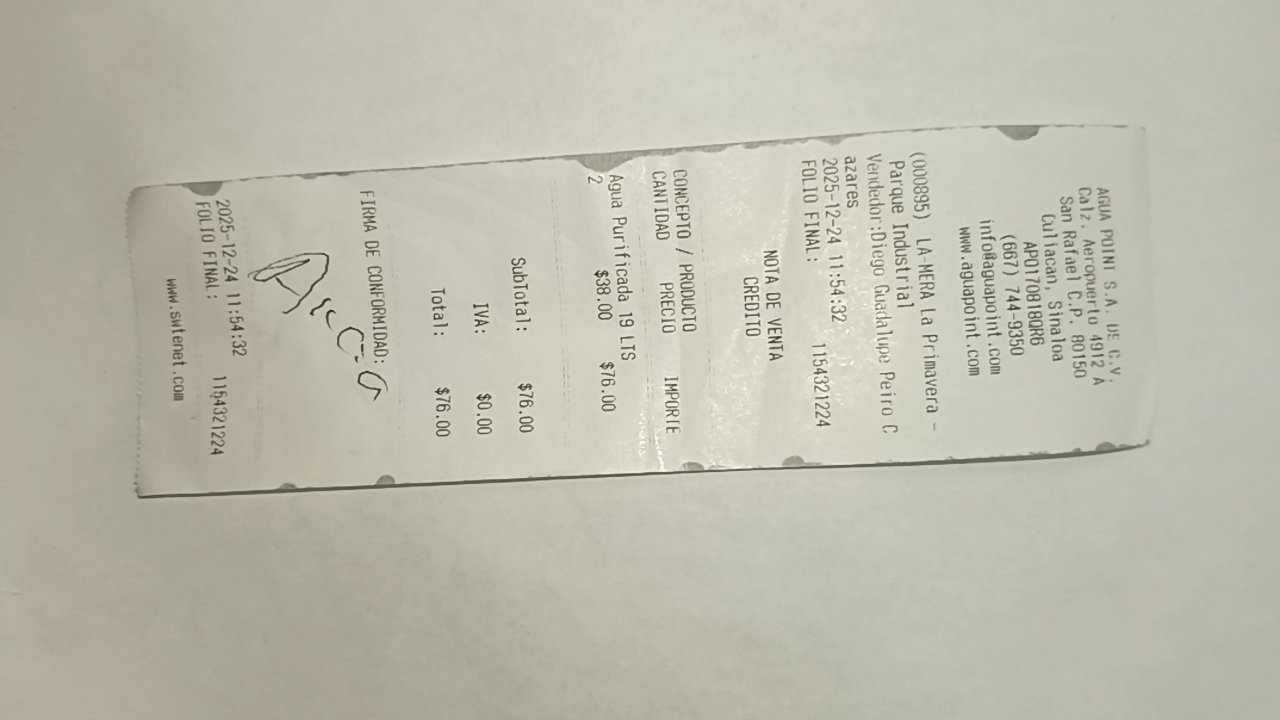 AGUA POINT S.A. DE C.V.
Calz. Aeropuerto 4912 A
San Rafael C.P. 80150
Culiacan, Sinaloa
APO170818QR6
(667) 744-9350
info@aguapoint.com
www.aguapoint.com
(000895) LA-MERA la Primavera -
Parque Industrial
Vendedor:Diego Guadalupe Peiro C
azares
2025-12-24 11:54:32
FOLIO FINAL: 1154321224
NOTA DE VENTA
CREDITO
CONCEPTO / PRODUCTO
CANTIDAD PRECIO IMPORTE
Agua Purificada 19 LTS
2 $38.00 $76.00
SubTotal: $76.00
IVA: $0.00
Total: $76.00
FIRMA DE CONFORMIDAD:
2025-12-24 11:54:32
FOLIO FINAL: 1154321224
www.swtenet.com